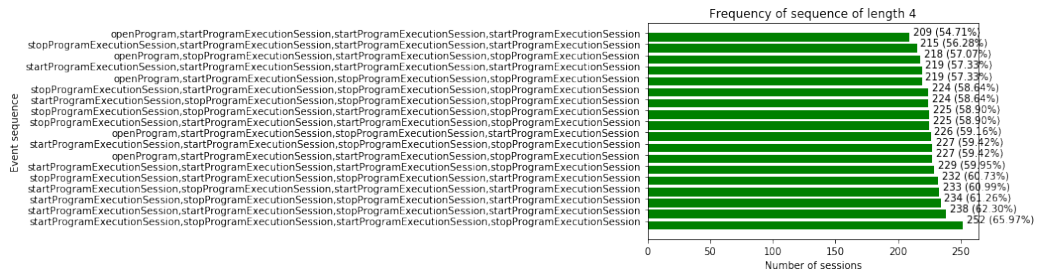 Frequency of sequence of length 4
openProgram,startProgramExecutionSession,startProgramExecutionSession,startProgramExecutionSession 209 (54.71%)
stopProgramExecutionSession,startProgramExecutionSession,startProgramExecutionSession,startProgramExecutionSession 215 (56.28%)
openProgram,startProgramExecutionSession,stopProgramExecutionSession,stopProgramExecutionSession 218 (57.07%)
startProgramExecutionSession,startProgramExecutionSession,startProgramExecutionSession,startProgramExecutionSession 219 (57.33%)
openProgram,startProgramExecutionSession,startProgramExecutionSession,stopProgramExecutionSession 219 (57.33%)
stopProgramExecutionSession,startProgramExecutionSession,stopProgramExecutionSession,stopProgramExecutionSession 224 (58.64%)
startProgramExecutionSession,stopProgramExecutionSession,stopProgramExecutionSession,startProgramExecutionSession 224 (58.64%)
stopProgramExecutionSession,stopProgramExecutionSession,startProgramExecutionSession,stopProgramExecutionSession 225 (58.90%)
stopProgramExecutionSession,startProgramExecutionSession,startProgramExecutionSession,stopProgramExecutionSession 225 (58.90%)
openProgram,startProgramExecutionSession,stopProgramExecutionSession,startProgramExecutionSession 226 (59.16%)
startProgramExecutionSession,startProgramExecutionSession,stopProgramExecutionSession,stopProgramExecutionSession 227 (59.42%)
openProgram,startProgramExecutionSession,startProgramExecutionSession,stopProgramExecutionSession 227 (59.42%)
startProgramExecutionSession,startProgramExecutionSession,startProgramExecutionSession,stopProgramExecutionSession 229 (59.95%)
stopProgramExecutionSession,startProgramExecutionSession,stopProgramExecutionSession,startProgramExecutionSession 232 (60.73%)
startProgramExecutionSession,stopProgramExecutionSession,startProgramExecutionSession,startProgramExecutionSession 233 (60.99%)
startProgramExecutionSession,stopProgramExecutionSession,startProgramExecutionSession,stopProgramExecutionSession 234 (61.26%)
startProgramExecutionSession,startProgramExecutionSession,stopProgramExecutionSession,startProgramExecutionSession 238 (62.30%)
startProgramExecutionSession,stopProgramExecutionSession,startProgramExecutionSession,stopProgramExecutionSession 252 (65.97%)
Event sequence
0 50 100 150 200 250
Number of sessions